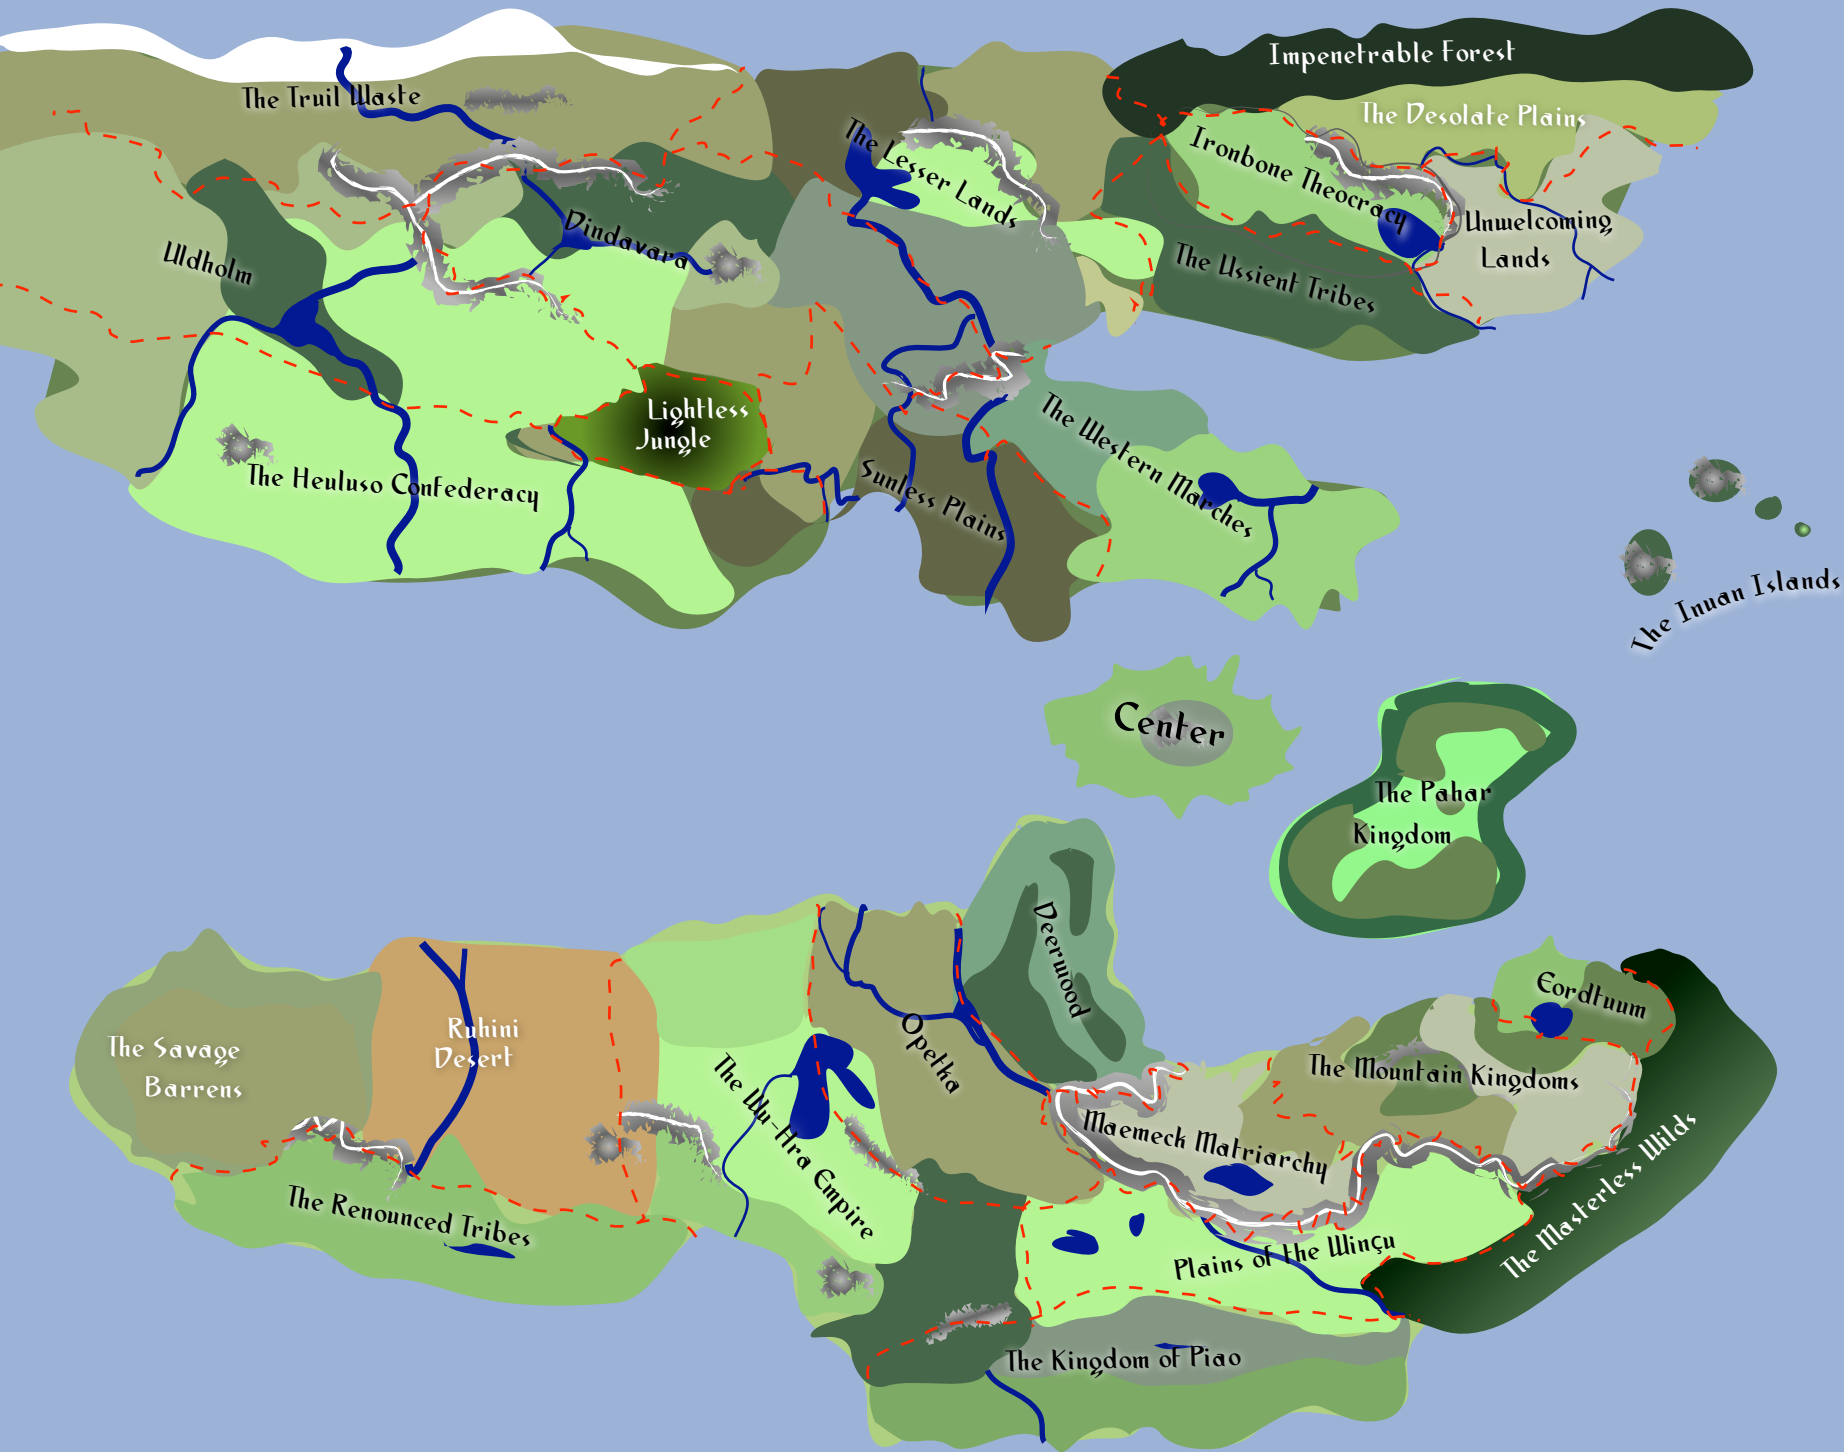 Impenetrable Forest
The Truil Waste
The Desolate Plains
The Lesser Lands
Ironbone Theocracy
Unwelcoming
Lands
Dindavara
Uldholm
The Ussient Tribes
Lightless
Jungle
The Western Marches
The Heuluso Confederacy
Sunless Plains
The Inuan Islands
Center
The Pahar
Kingdom
Deerwood
Eordfuum
Ruhini
Desert
Opefka
The Savage
Barrens
The Mountain Kingdoms
The Wu-Hra Empire
Maemeck Matriarchy
The Masterless Wilds
The Renounced Tribes
Plains of the Winçu
The Kingdom of Piao